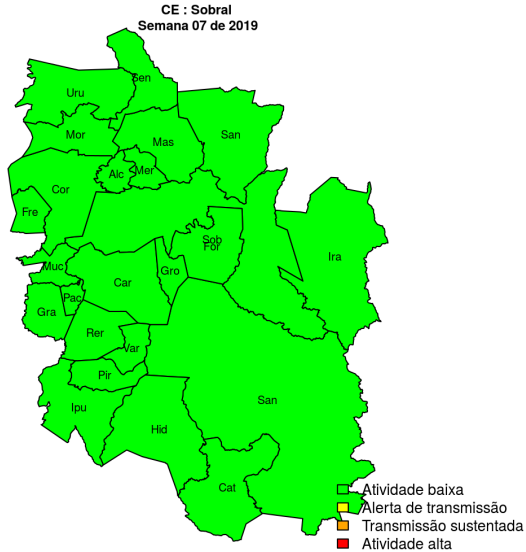 CE : Sobral
Semana 07 de 2019
Sen
Uru
Mor
Mas
San
Alc
Mer
Cor
Fre
Sob
For
Ira
Muc
Gro
Car
Pac
Gra
Rer
Var
Pir
San
Ipu
Hid
Cat
Atividade baixa
Alerta de transmissão
Transmissão sustentada
Atividade alta